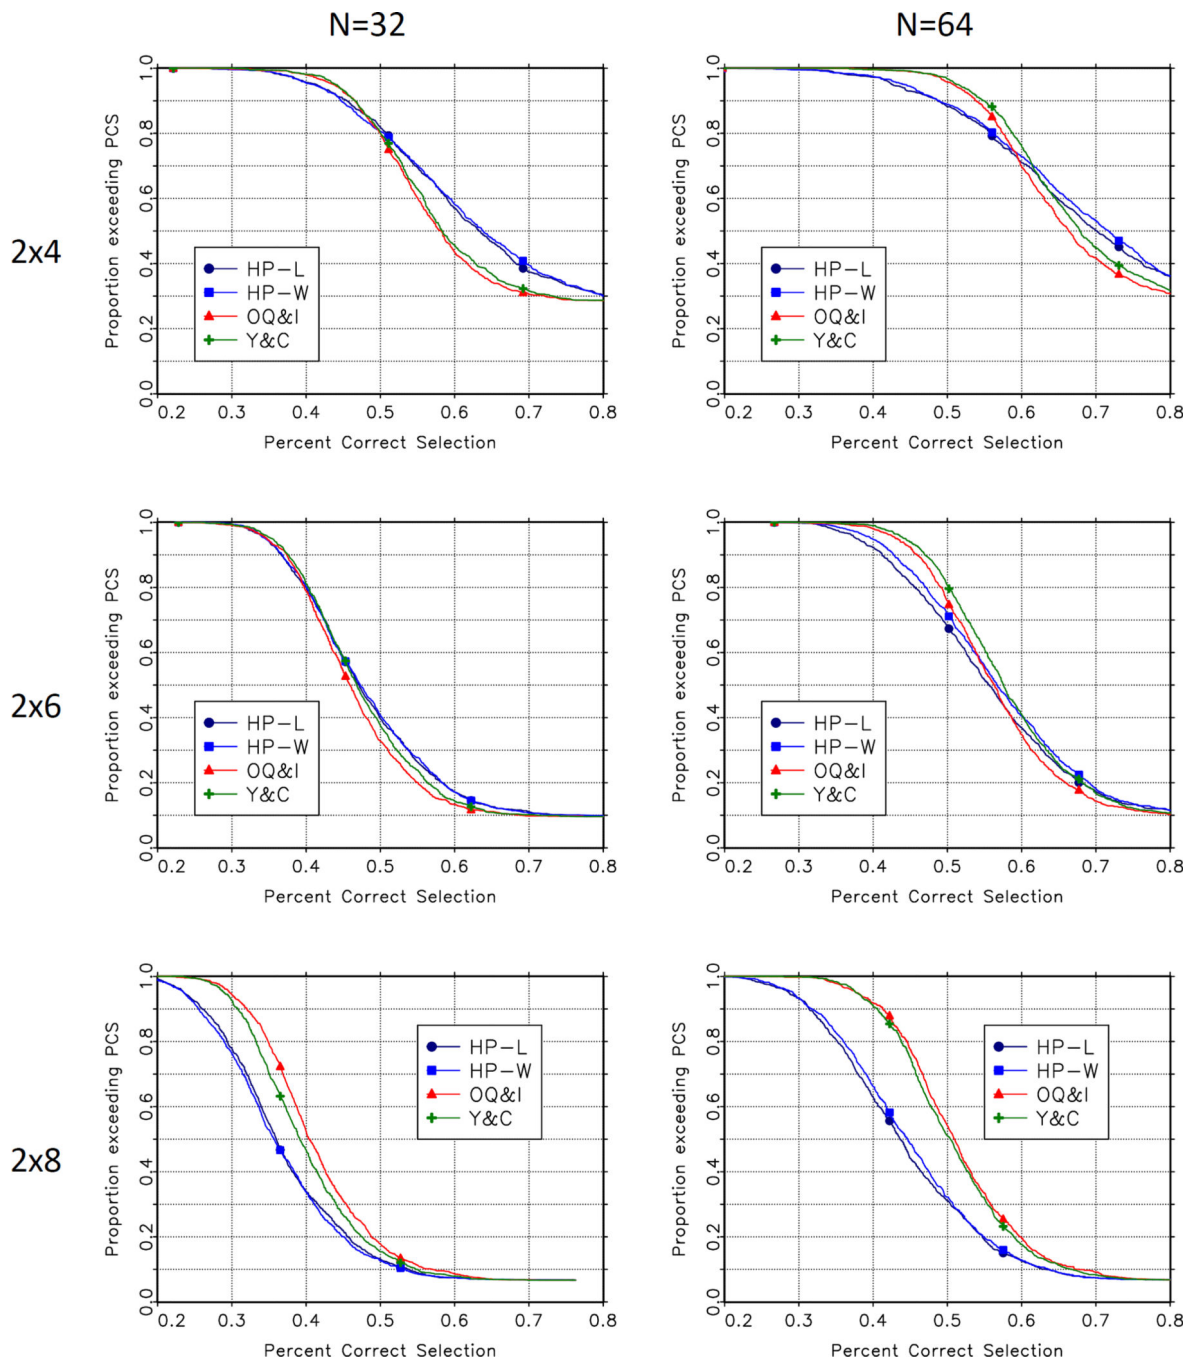 N=32
N=64
2x4
Proportion exceeding PCS
0.0 0.2 0.4 0.6 0.8 1.0
HP-L
HP-W
OQ&I
Y&C
0.2 0.3 0.4 0.5 0.6 0.7 0.8
Percent Correct Selection
Proportion exceeding PCS
0.0 0.2 0.4 0.6 0.8 1.0
HP-L
HP-W
OQ&I
Y&C
0.2 0.3 0.4 0.5 0.6 0.7 0.8
Percent Correct Selection
2x6
Proportion exceeding PCS
0.0 0.2 0.4 0.6 0.8 1.0
HP-L
HP-W
OQ&I
Y&C
0.2 0.3 0.4 0.5 0.6 0.7 0.8
Percent Correct Selection
Proportion exceeding PCS
0.0 0.2 0.4 0.6 0.8 1.0
HP-L
HP-W
OQ&I
Y&C
0.2 0.3 0.4 0.5 0.6 0.7 0.8
Percent Correct Selection
2x8
Proportion exceeding PCS
0.0 0.2 0.4 0.6 0.8 1.0
HP-L
HP-W
OQ&I
Y&C
0.2 0.3 0.4 0.5 0.6 0.7 0.8
Percent Correct Selection
Proportion exceeding PCS
0.0 0.2 0.4 0.6 0.8 1.0
HP-L
HP-W
OQ&I
Y&C
0.2 0.3 0.4 0.5 0.6 0.7 0.8
Percent Correct Selection